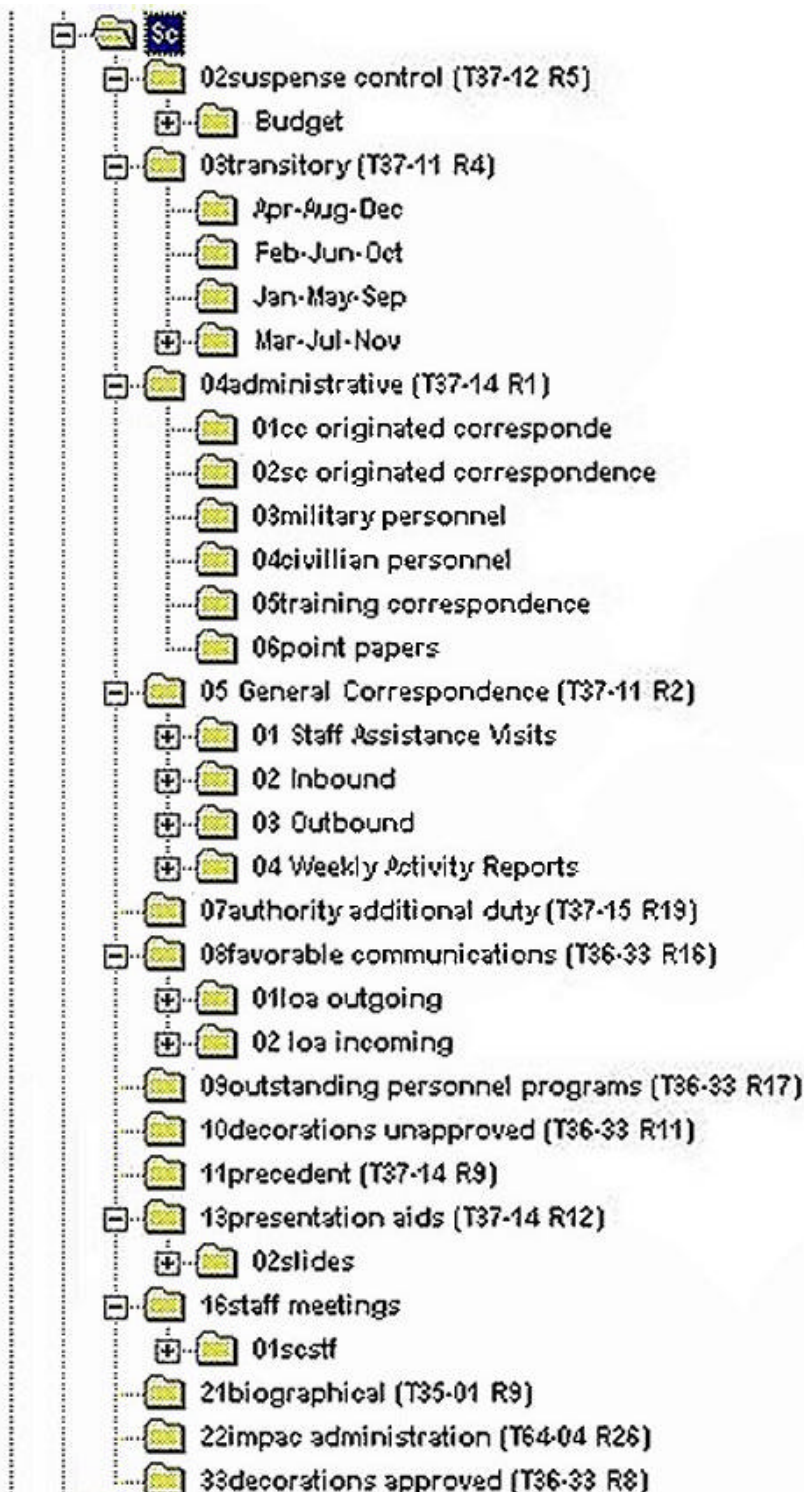 Sc
02suspense control (T37-12 R5)
Budget
03transitory (T37-11 R4)
Apr-Aug-Dec
Feb-Jun-Oct
Jan-May-Sep
Mar-Jul-Nov
04administrative (T37-14 R1)
01cc originated corresponde
02sc originated correspondence
03military personnel
04civillian personnel
05training correspondence
06point papers
05 General Correspondence (T37-11 R2)
01 Staff Assistance Visits
02 Inbound
03 Outbound
04 Weekly Activity Reports
07authority additional duty (T37-15 R19)
08favorable communications (T36-33 R16)
01loa outgoing
02 loa incoming
09outstanding personnel programs (T36-33 R17)
10decorations unapproved (T36-33 R11)
11precedent (T37-14 R9)
13presentation aids (T37-14 R12)
02slides
16staff meetings
01scstf
21biographical (T35-01 R9)
22impac administration (T64-04 R26)
33decorations approved (T36-33 R8)